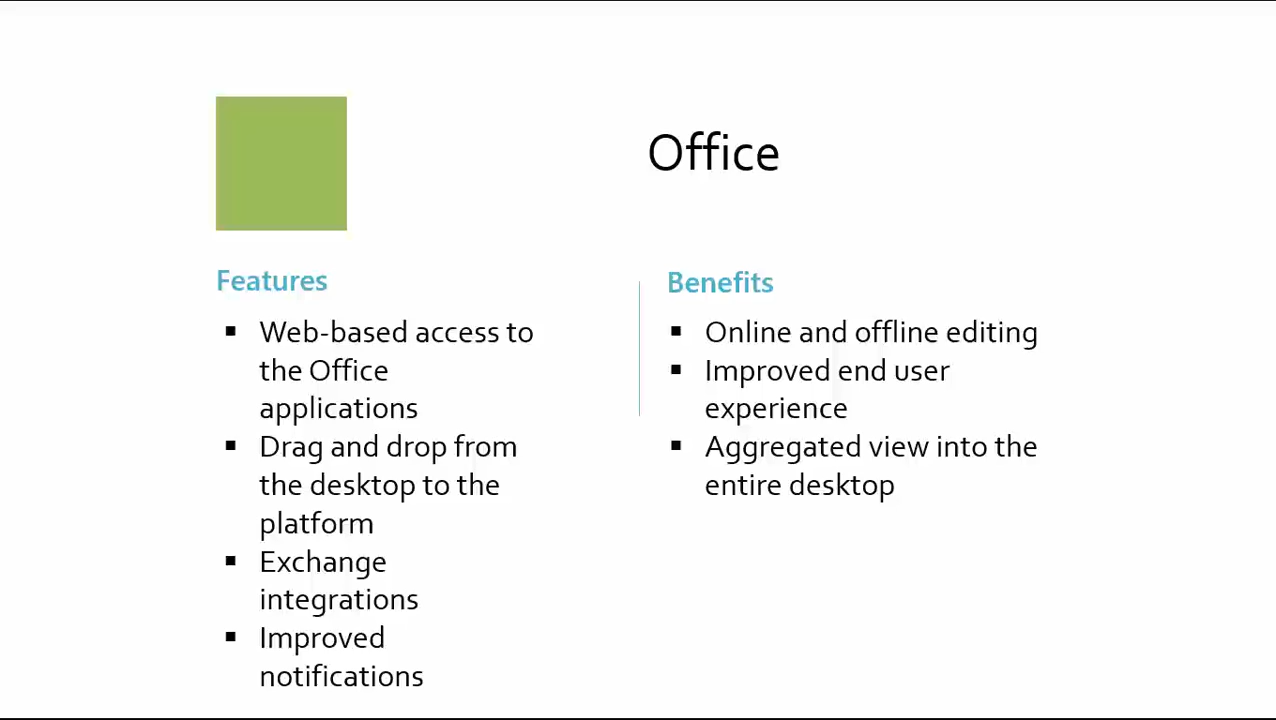 Office
Features
▪ Web-based access to
the Office
applications
▪ Drag and drop from
the desktop to the
platform
▪ Exchange
integrations
▪ Improved
notifications
Benefits
▪ Online and offline editing
▪ Improved end user
experience
▪ Aggregated view into the
entire desktop